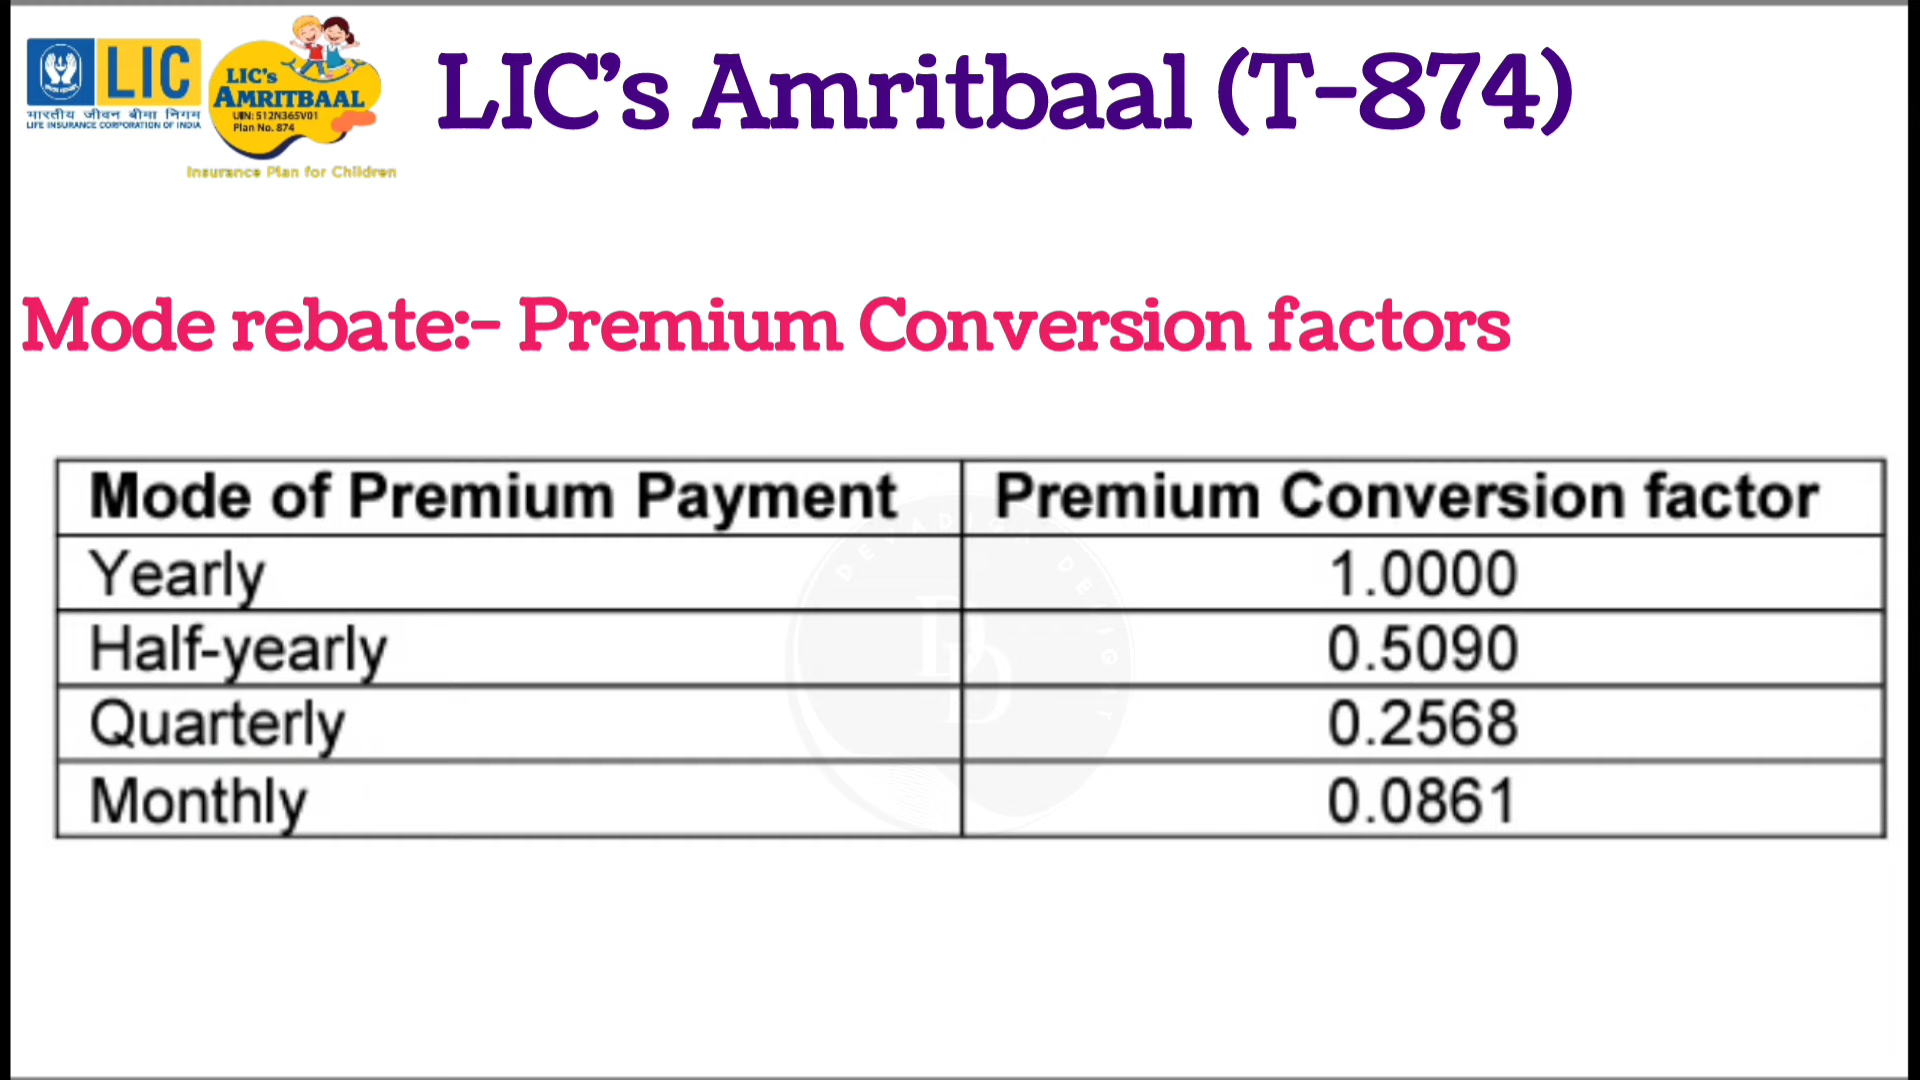 LIC
भारतीय जीवन बीमा निगम
LIFE INSURANCE CORPORATION OF INDIA
LIC's
AMRITBAAL
UIN: 512N365V01
Plan No. 874
Insurance Plan for Children
LIC's Amritbaal (T-874)
Mode rebate:- Premium Conversion factors
Mode of Premium Payment Premium Conversion factor
Yearly 1.0000
Half-yearly 0.5090
Quarterly 0.2568
Monthly 0.0861